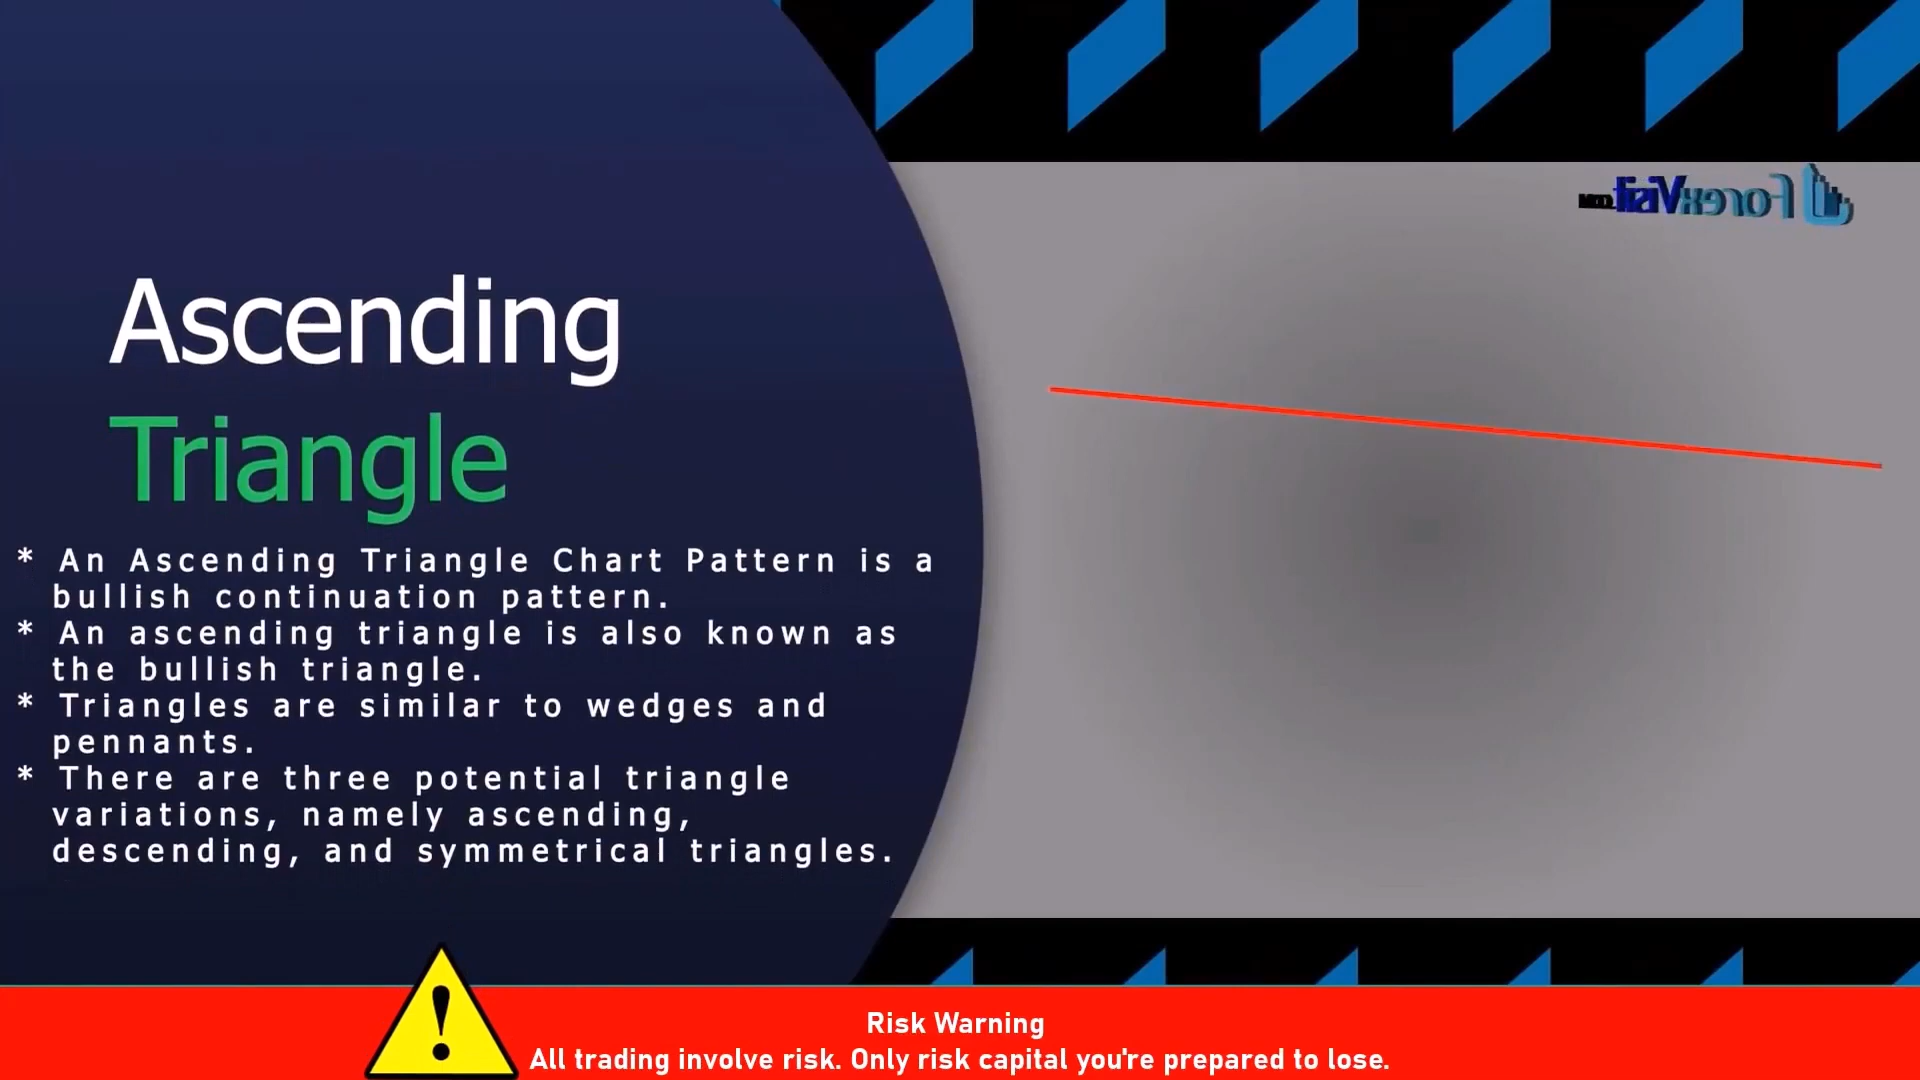 ForexVisit.COM
Ascending
Triangle
* An Ascending Triangle Chart Pattern is a
bullish continuation pattern.
* An ascending triangle is also known as
the bullish triangle.
* Triangles are similar to wedges and
pennants.
* There are three potential triangle
variations, namely ascending,
descending, and symmetrical triangles.
!
Risk Warning
All trading involve risk. Only risk capital you're prepared to lose.